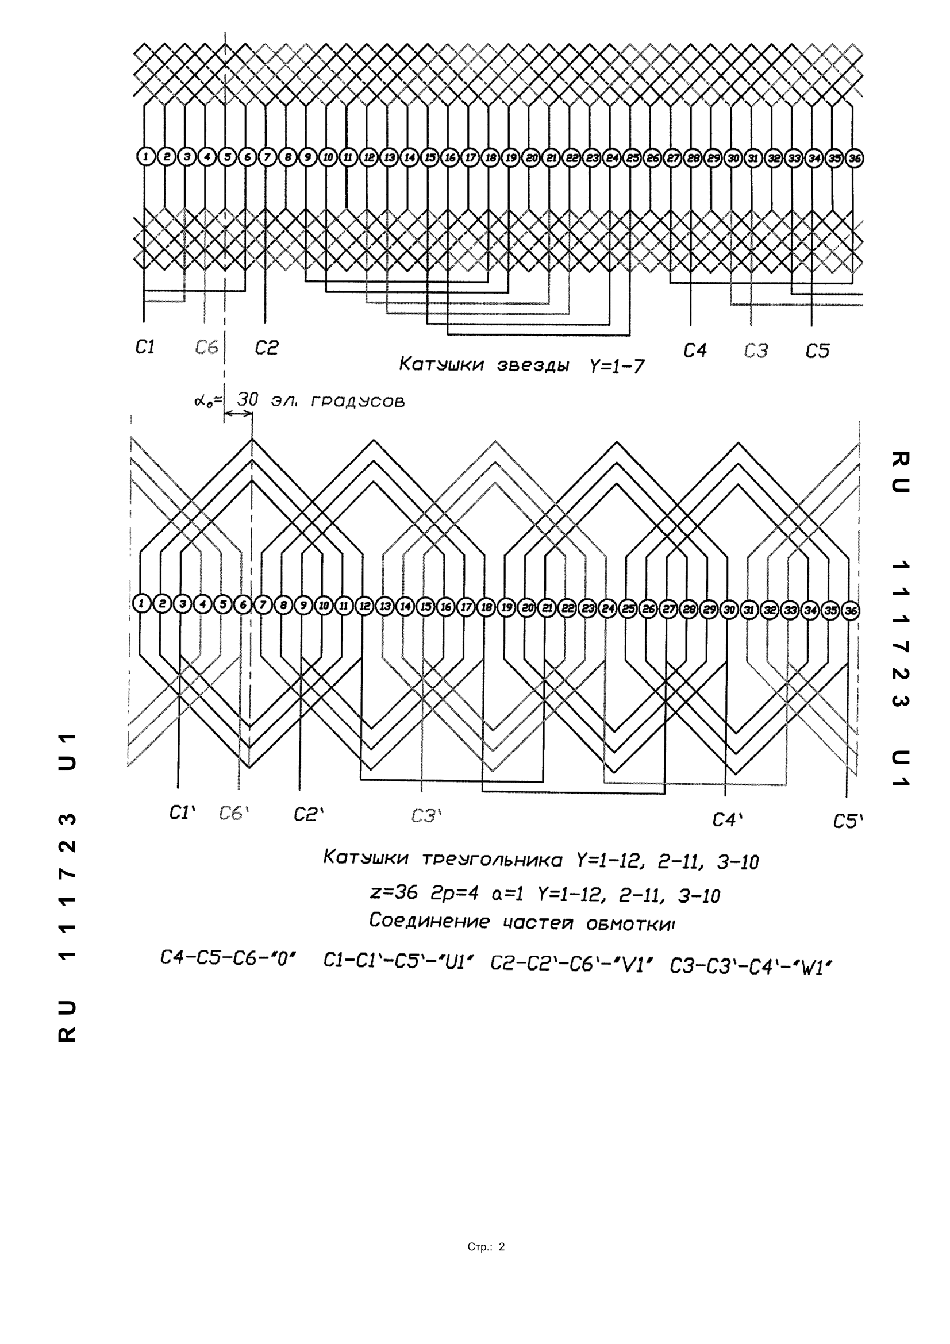 1 2 3 4 5 6 7 8 9 10 11 12 13 14 15 16 17 18 19 20 21 22 23 24 25 26 27 28 29 30 31 32 33 34 35 36
C1 C6 C2 C4 C3 C5
Катушки звезды Y=1-7
α₀= 30 эл. градусов
1 2 3 4 5 6 7 8 9 10 11 12 13 14 15 16 17 18 19 20 21 22 23 24 25 26 27 28 29 30 31 32 33 34 35 36
C1' C6' C2' C3' C4' C5'
Катушки треугольника Y=1-12, 2-11, 3-10
z=36 2p=4 a=1 Y=1-12, 2-11, 3-10
Соединение частей обмотки:
C4-C5-C6-"0" C1-C1'-C5'-"U1" C2-C2'-C6'-"V1" C3-C3'-C4'-"W1"
RU 111723 U1
RU 111723 U1
Стр.: 2